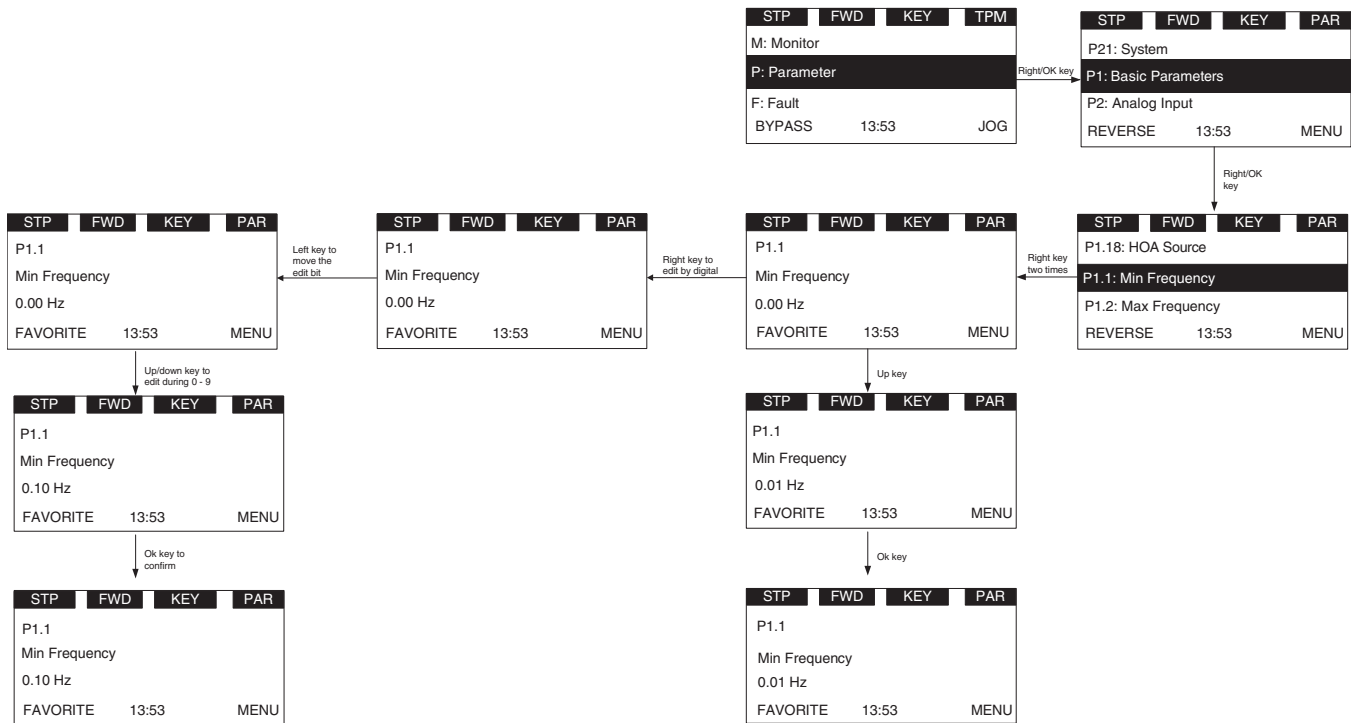 STP FWD KEY TPM
M: Monitor
P: Parameter
F: Fault
BYPASS 13:53 JOG
Right/OK key
STP FWD KEY PAR
P21: System
P1: Basic Parameters
P2: Analog Input
REVERSE 13:53 MENU
Right/OK
key
STP FWD KEY PAR
P1.18: HOA Source
P1.1: Min Frequency
P1.2: Max Frequency
REVERSE 13:53 MENU
Right key
two times
STP FWD KEY PAR
P1.1
Min Frequency
0.00 Hz
FAVORITE 13:53 MENU
Right key to
edit by digital
STP FWD KEY PAR
P1.1
Min Frequency
0.00 Hz
FAVORITE 13:53 MENU
Left key to
move the
edit bit
STP FWD KEY PAR
P1.1
Min Frequency
0.00 Hz
FAVORITE 13:53 MENU
Up/down key to
edit during 0 - 9
STP FWD KEY PAR
P1.1
Min Frequency
0.10 Hz
FAVORITE 13:53 MENU
Ok key to
confirm
STP FWD KEY PAR
P1.1
Min Frequency
0.10 Hz
FAVORITE 13:53 MENU
Up key
STP FWD KEY PAR
P1.1
Min Frequency
0.01 Hz
FAVORITE 13:53 MENU
Ok key
STP FWD KEY PAR
P1.1
Min Frequency
0.01 Hz
FAVORITE 13:53 MENU